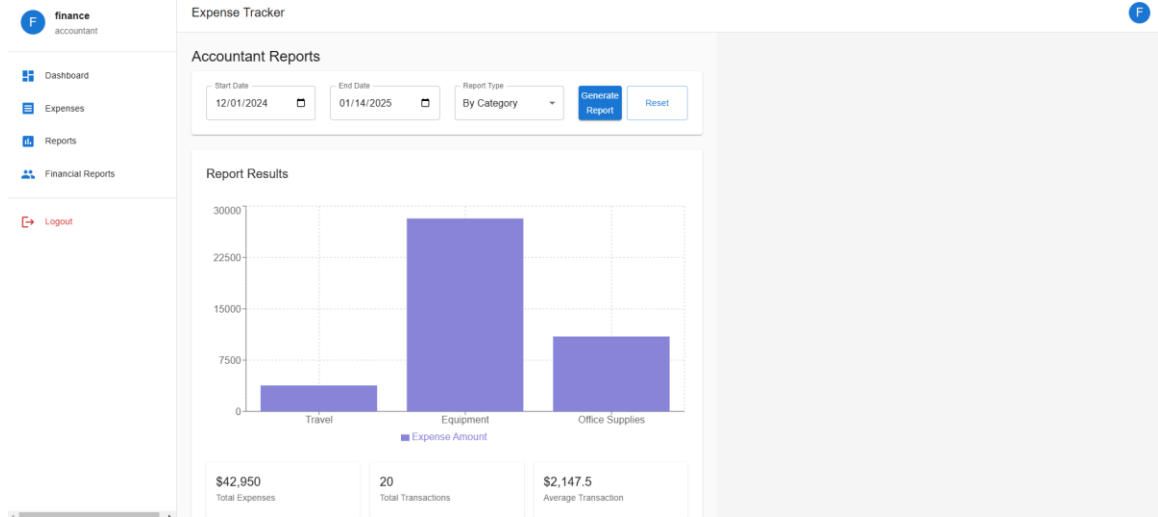 F
finance
accountant
Dashboard
Expenses
Reports
Financial Reports
Logout
Expense Tracker
F
Accountant Reports
Start Date
12/01/2024
End Date
01/14/2025
Report Type
By Category
Generate
Report
Reset
Report Results
30000
22500
15000
7500
0
Travel
Equipment
Office Supplies
Expense Amount
$42,950
Total Expenses
20
Total Transactions
$2,147.5
Average Transaction